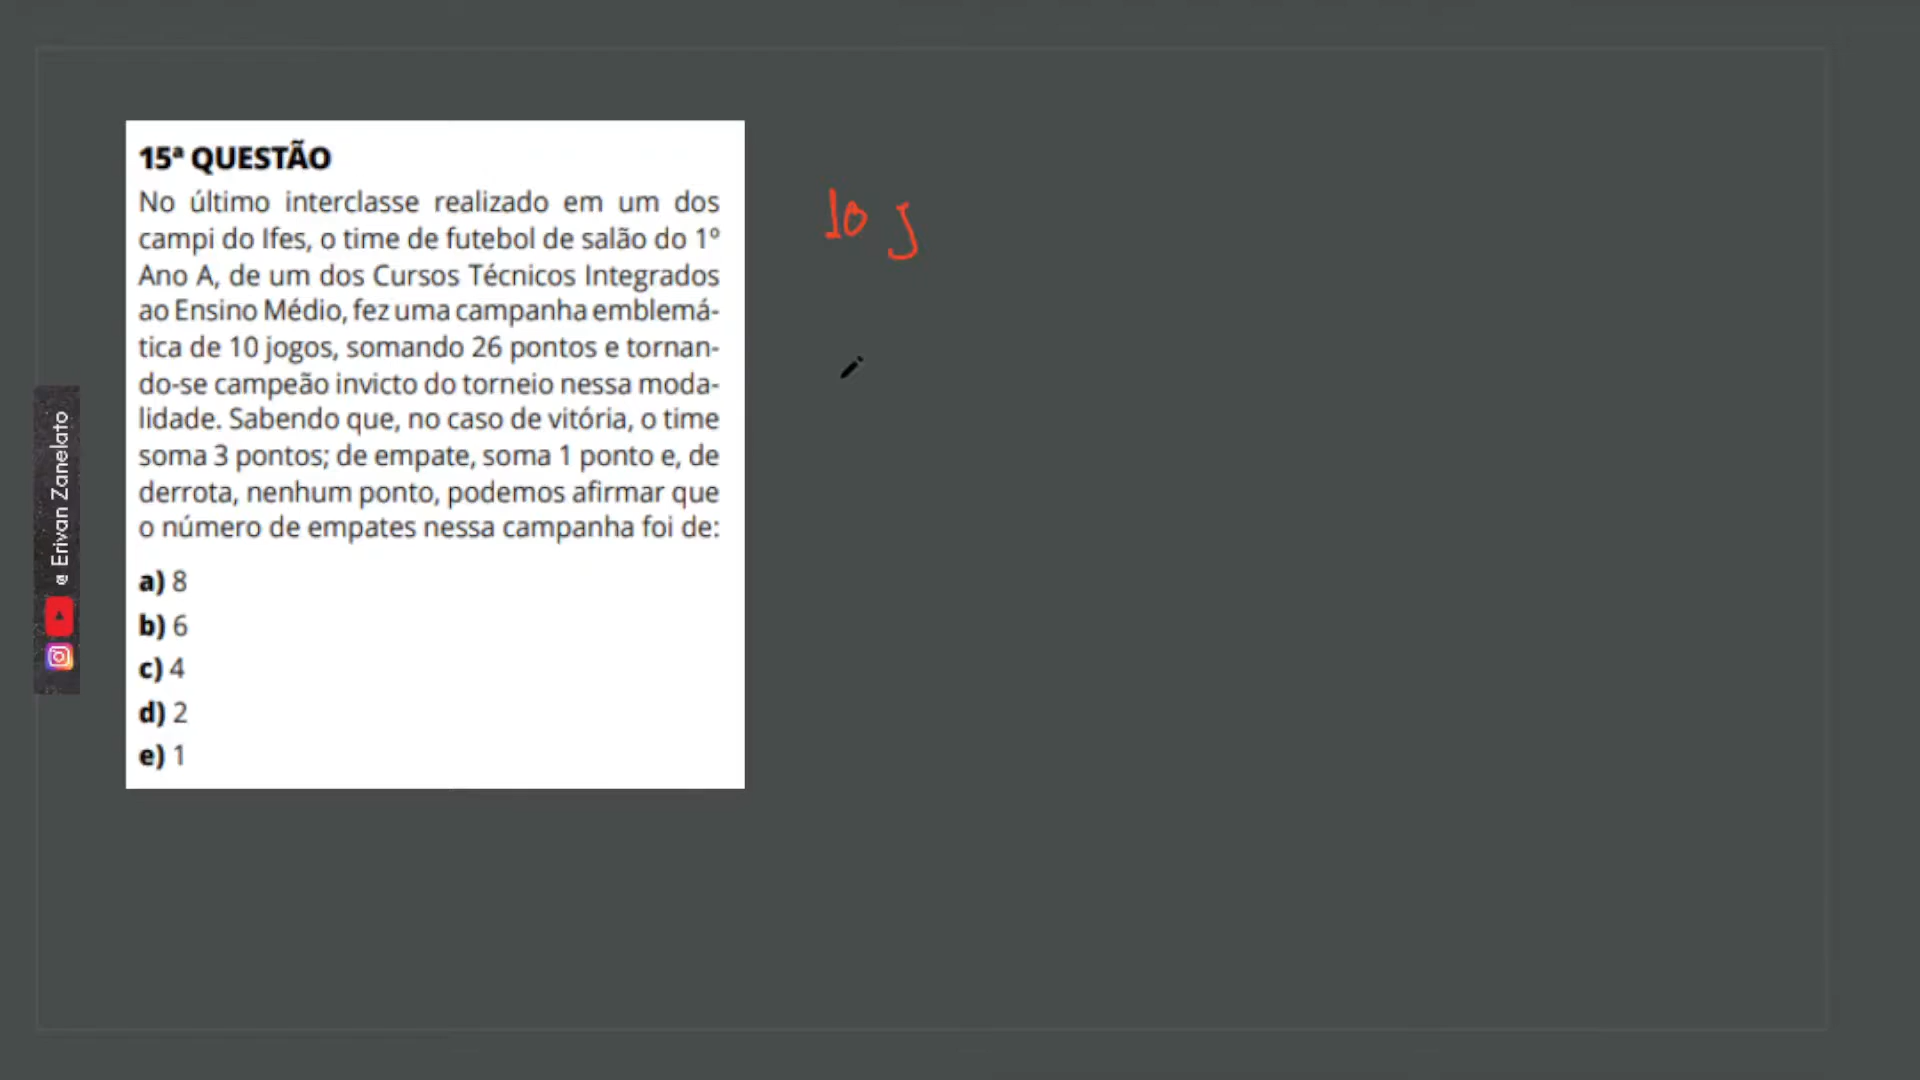 15ª QUESTÃO
No último interclasse realizado em um dos
campi do Ifes, o time de futebol de salão do 1º
Ano A, de um dos Cursos Técnicos Integrados
ao Ensino Médio, fez uma campanha emblemá-
tica de 10 jogos, somando 26 pontos e tornan-
do-se campeão invicto do torneio nessa moda-
lidade. Sabendo que, no caso de vitória, o time
soma 3 pontos; de empate, soma 1 ponto e, de
derrota, nenhum ponto, podemos afirmar que
o número de empates nessa campanha foi de:
a) 8
b) 6
c) 4
d) 2
e) 1
10 J
@ Erivan Zanelato